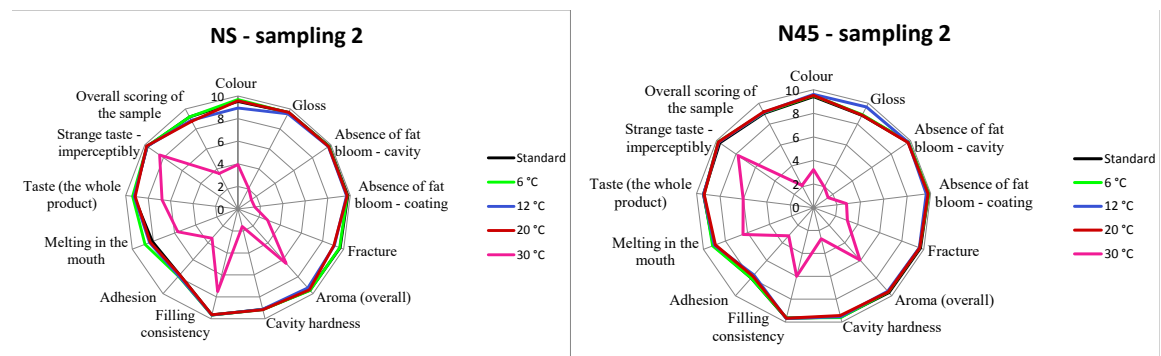 NS - sampling 2
Colour
Gloss
Absence of fat
bloom - cavity
Absence of fat
bloom - coating
Fracture
Aroma (overall)
Cavity hardness
Filling
consistency
Adhesion
Melting in the
mouth
Taste (the whole
product)
Strange taste -
imperceptibly
Overall scoring of
the sample
10
8
6
4
2
0
Standard
6 °C
12 °C
20 °C
30 °C
N45 - sampling 2
Colour
Gloss
Absence of fat
bloom - cavity
Absence of fat
bloom - coating
Fracture
Aroma (overall)
Cavity hardness
Filling
consistency
Adhesion
Melting in the
mouth
Taste (the whole
product)
Strange taste -
imperceptibly
Overall scoring of
the sample
10
8
6
4
2
0
Standard
6 °C
12 °C
20 °C
30 °C